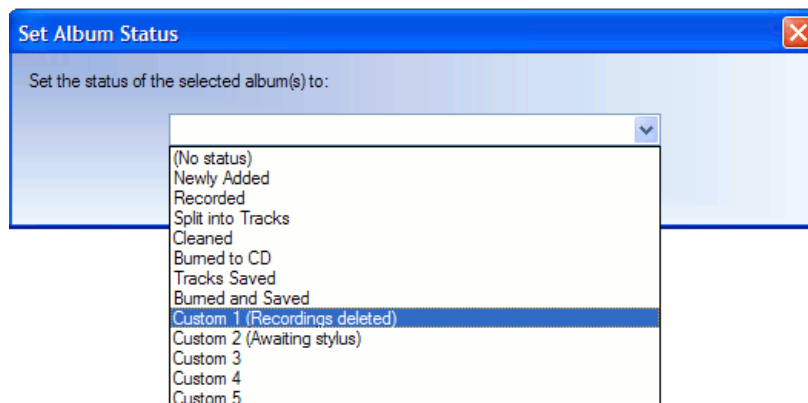 Set Album Status
Set the status of the selected album(s) to:
(No status)
Newly Added
Recorded
Split into Tracks
Cleaned
Burned to CD
Tracks Saved
Burned and Saved
Custom 1 (Recordings deleted)
Custom 2 (Awaiting stylus)
Custom 3
Custom 4
Custom 5